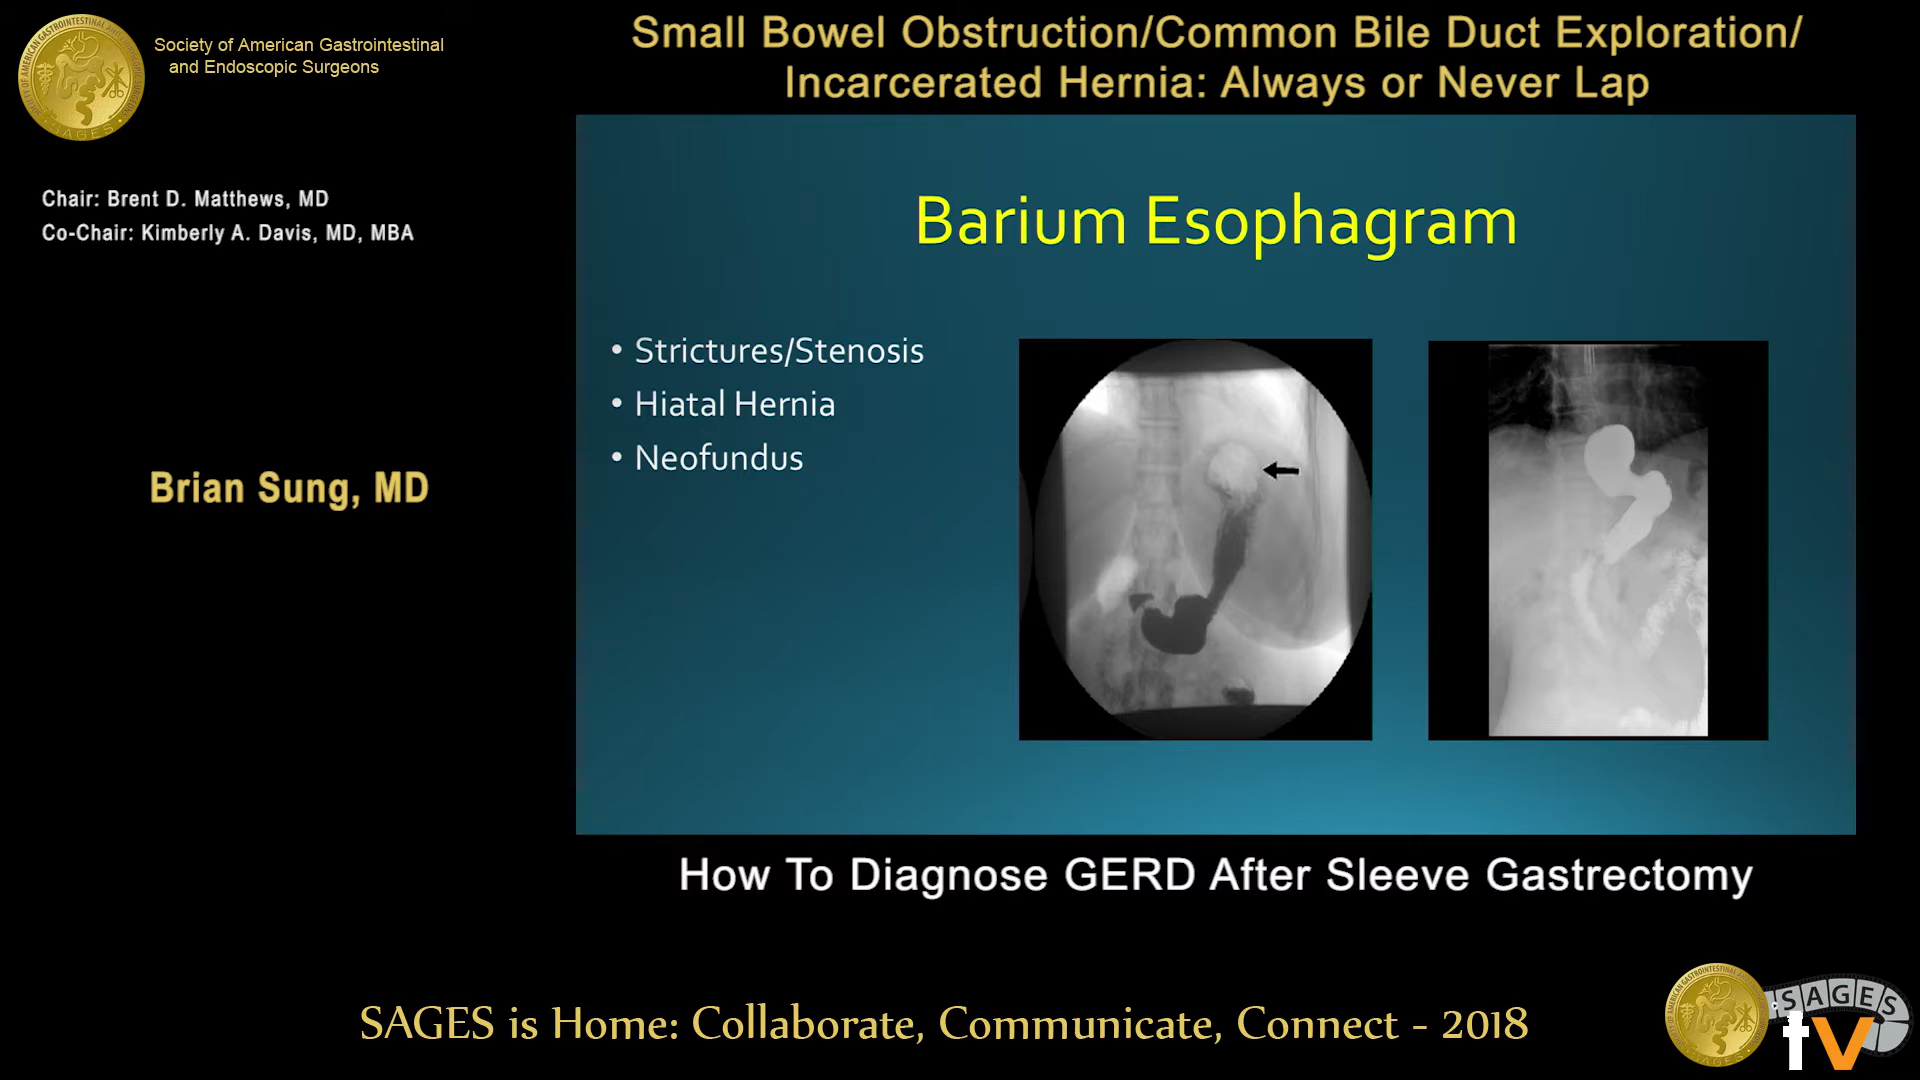 Society of American Gastrointestinal
and Endoscopic Surgeons
Small Bowel Obstruction/Common Bile Duct Exploration/
Incarcerated Hernia: Always or Never Lap
Chair: Brent D. Matthews, MD
Co-Chair: Kimberly A. Davis, MD, MBA
Brian Sung, MD
Barium Esophagram
• Strictures/Stenosis
• Hiatal Hernia
• Neofundus
How To Diagnose GERD After Sleeve Gastrectomy
SAGES is Home: Collaborate, Communicate, Connect - 2018
SAGES
tv